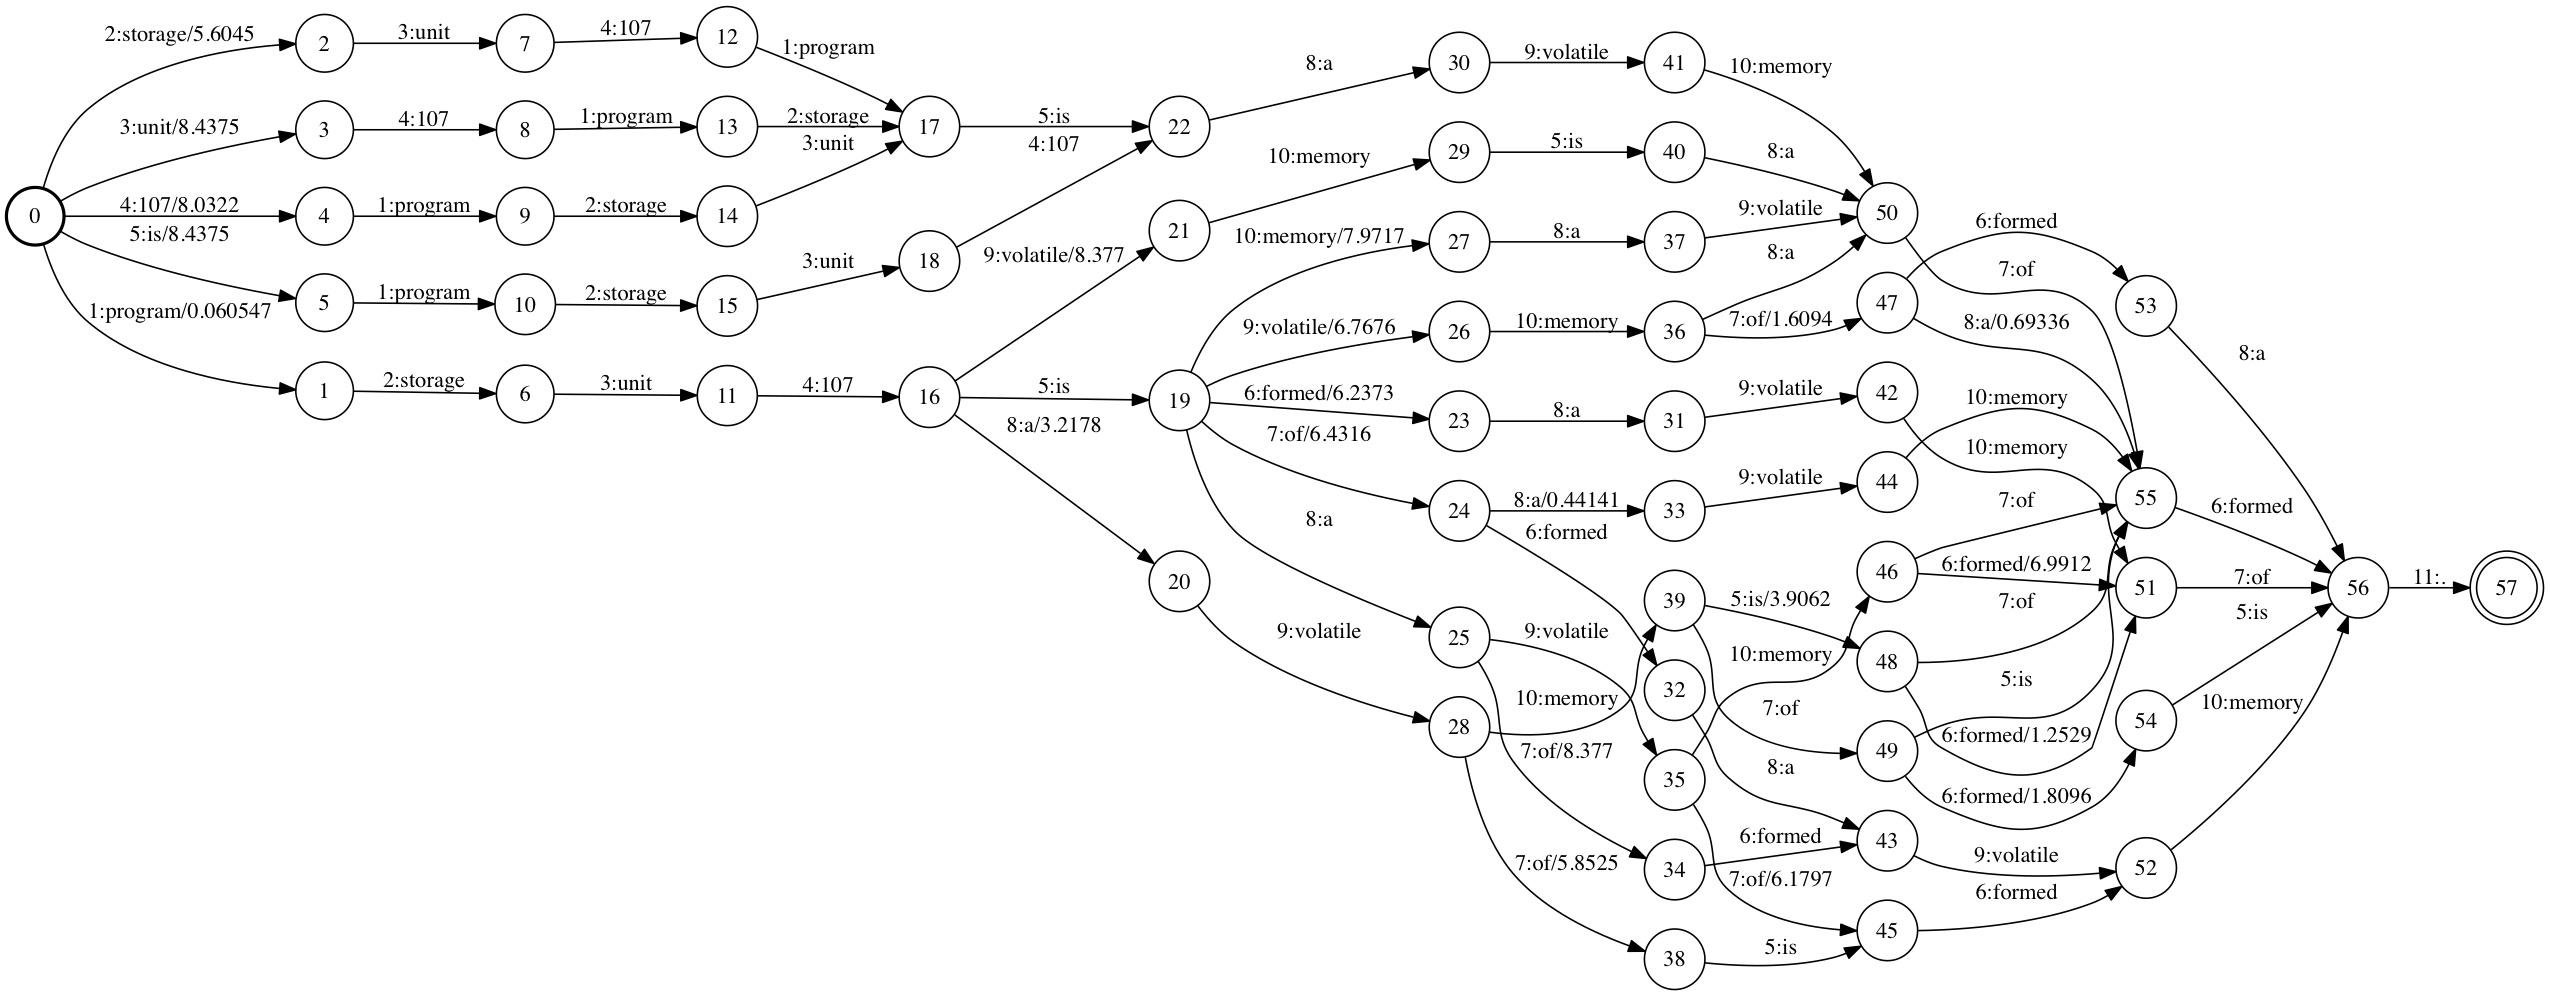 2:storage/5.6045
3:unit/8.4375
4:107/8.0322
5:is/8.4375
1:program/0.060547
0
2
3
4
5
1
3:unit
4:107
1:program
1:program
2:storage
7
8
9
10
6
4:107
1:program
2:storage
2:storage
3:unit
12
13
14
15
11
1:program
2:storage
3:unit
3:unit
4:107
17
18
16
5:is
4:107
9:volatile/8.377
5:is
8:a/3.2178
22
21
19
20
8:a
10:memory
10:memory/7.9717
9:volatile/6.7676
6:formed/6.2373
7:of/6.4316
8:a
9:volatile
30
29
27
26
23
24
25
28
9:volatile
5:is
8:a
10:memory
8:a
8:a/0.44141
6:formed
9:volatile
10:memory
7:of/8.377
7:of/5.8525
41
40
37
36
31
33
39
32
35
34
38
10:memory
8:a
9:volatile
8:a
7:of/1.6094
9:volatile
9:volatile
5:is/3.9062
10:memory
7:of
8:a
6:formed
7:of/6.1797
5:is
50
47
42
44
46
48
49
43
45
6:formed
7:of
8:a/0.69336
10:memory
10:memory
7:of
6:formed/6.9912
7:of
5:is
6:formed/1.2529
6:formed/1.8096
9:volatile
6:formed
53
55
51
54
52
8:a
6:formed
7:of
5:is
10:memory
56
11:.
57